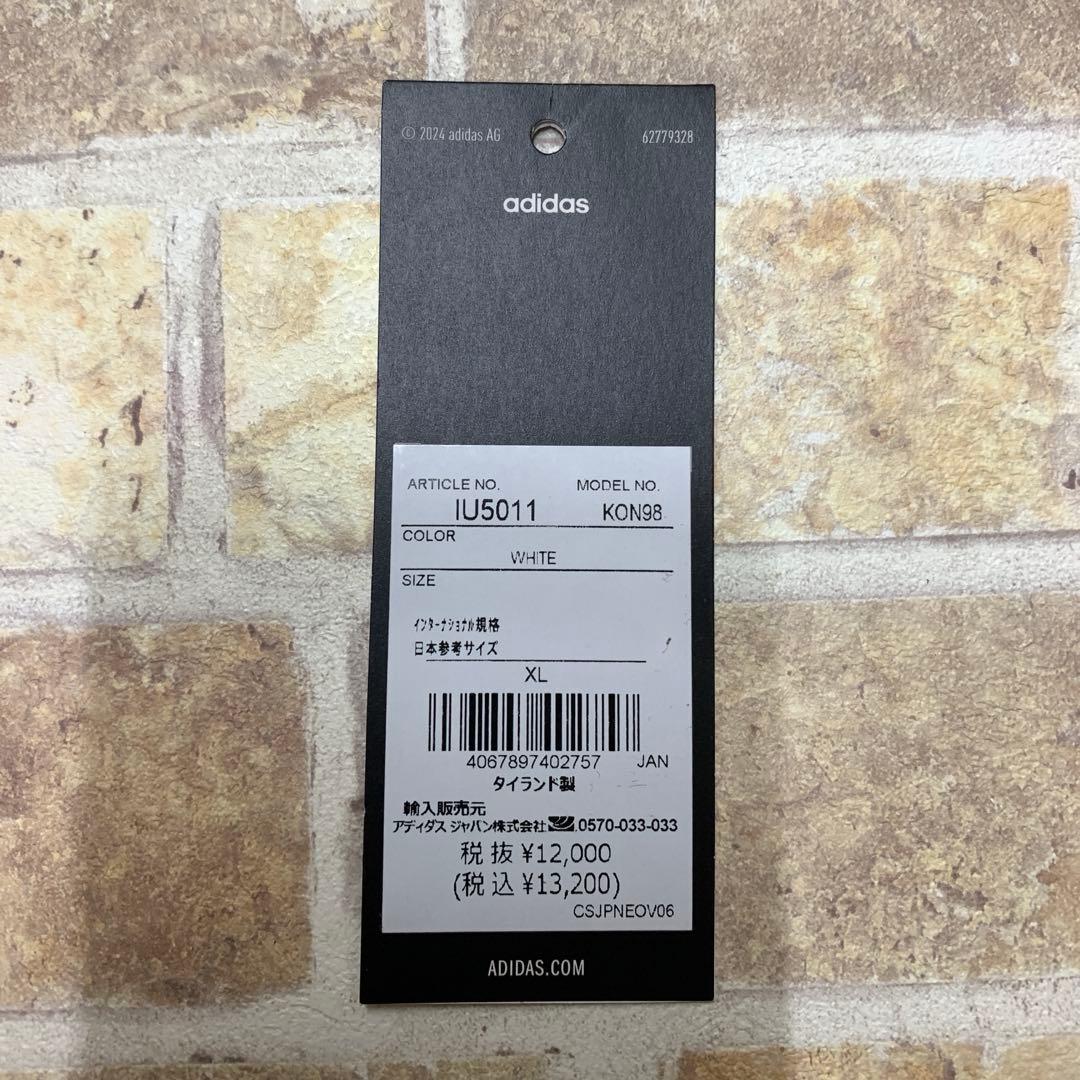 © 2024 adidas AG 62779328
adidas
ARTICLE NO. MODEL NO.
IU5011 KON98
COLOR
WHITE
SIZE
インターナショナル規格
日本参考サイズ
XL
4067897402757 JAN
タイランド製
輸入販売元
アディダス ジャパン株式会社 .0570-033-033
税抜 ¥12,000
(税込 ¥13,200)
CSJPNEOV06
ADIDAS.COM